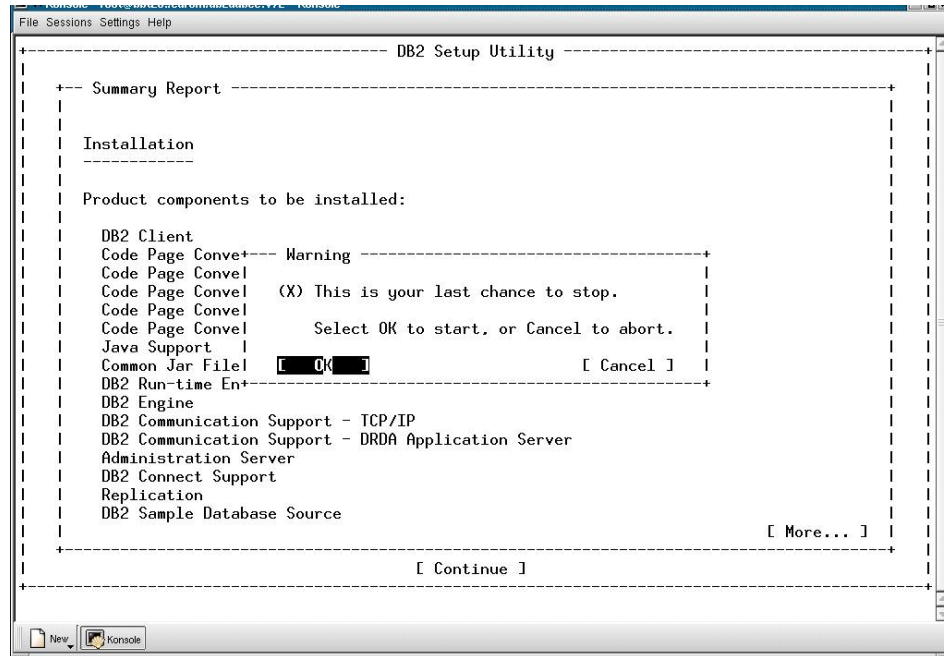 File Sessions Settings Help
DB2 Setup Utility
Summary Report
Installation
Product components to be installed:
DB2 Client
Code Page Conve
Warning
Code Page Conve
Code Page Conve
(X) This is your last chance to stop.
Code Page Conve
Code Page Conve
Select OK to start, or Cancel to abort.
Java Support
Common Jar File
[ OK ]
[ Cancel ]
DB2 Run-time En
DB2 Engine
DB2 Communication Support - TCP/IP
DB2 Communication Support - DRDA Application Server
Administration Server
DB2 Connect Support
Replication
DB2 Sample Database Source
[ More... ]
[ Continue ]
New
Konsole